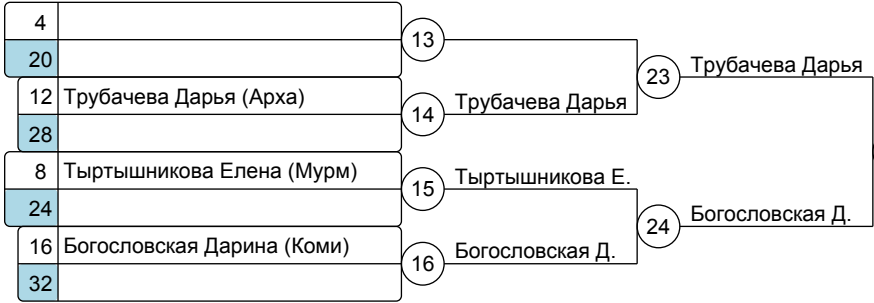 4
20
13
12 Трубачева Дарья (Арха)
28
14
Трубачева Дарья
23
Трубачева Дарья
8 Тыртышникова Елена (Мурм)
24
15
Тыртышникова Е.
16 Богословская Дарина (Коми)
32
16
Богословская Д.
24
Богословская Д.